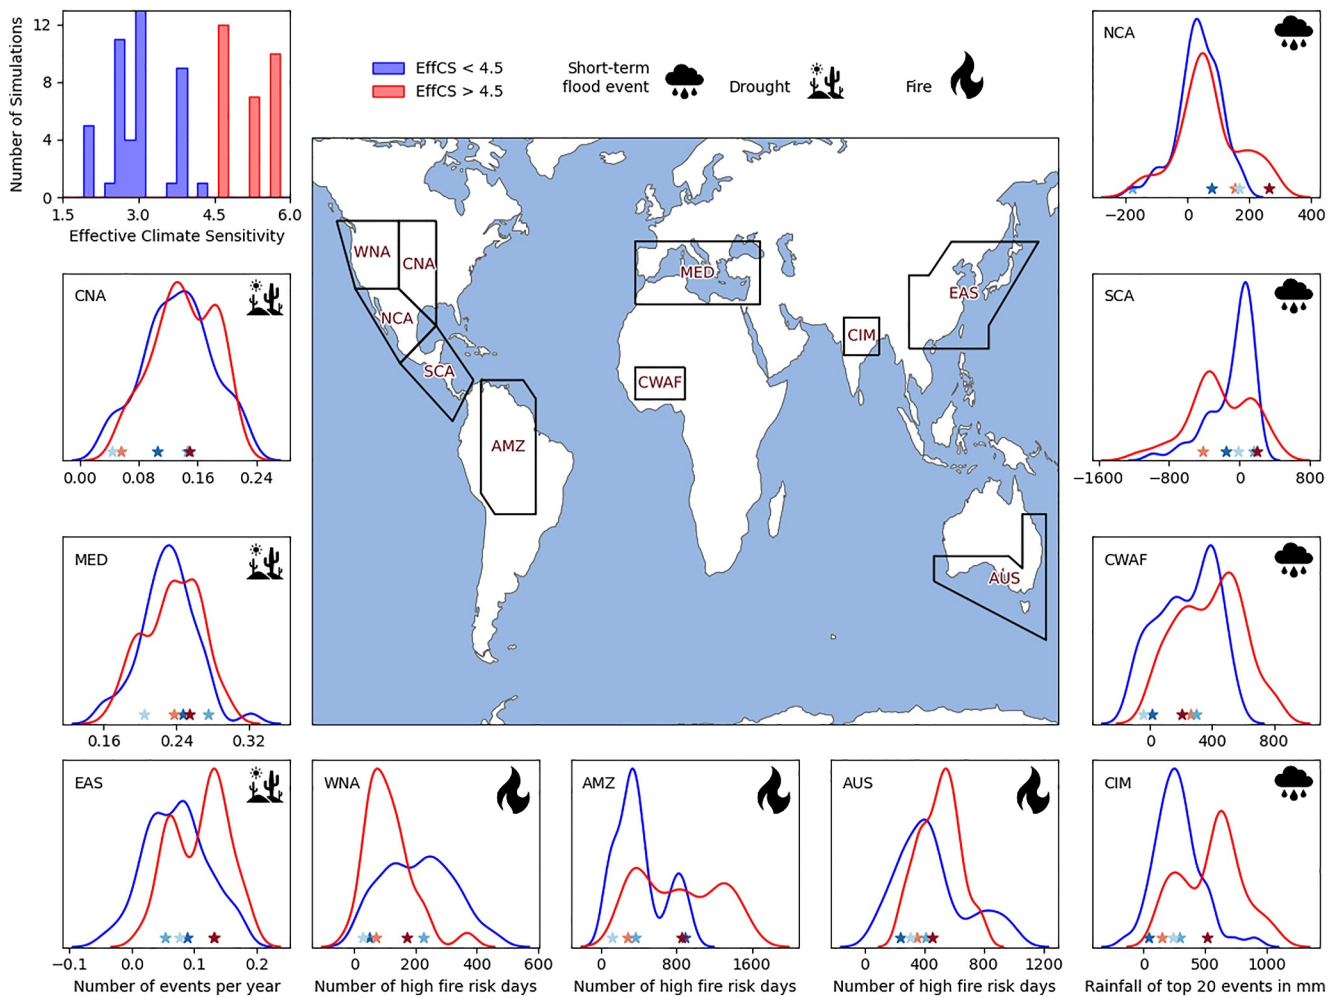 12
8
4
0
Number of Simulations
1.5 3.0 4.5 6.0
Effective Climate Sensitivity
EffCS < 4.5
EffCS > 4.5
Short-term
flood event
Drought
Fire
NCA
−200 0 200 400
CNA
0.00 0.08 0.16 0.24
WNA
CNA
NCA
SCA
AMZ
MED
CWAF
CIM
EAS
AUS
SCA
−1600 −800 0 800
MED
0.16 0.24 0.32
CWAF
0 400 800
EAS
−0.1 0.0 0.1 0.2
Number of events per year
WNA
0 200 400 600
Number of high fire risk days
AMZ
0 800 1600
Number of high fire risk days
AUS
0 400 800 1200
Number of high fire risk days
CIM
0 500 1000
Rainfall of top 20 events in mm